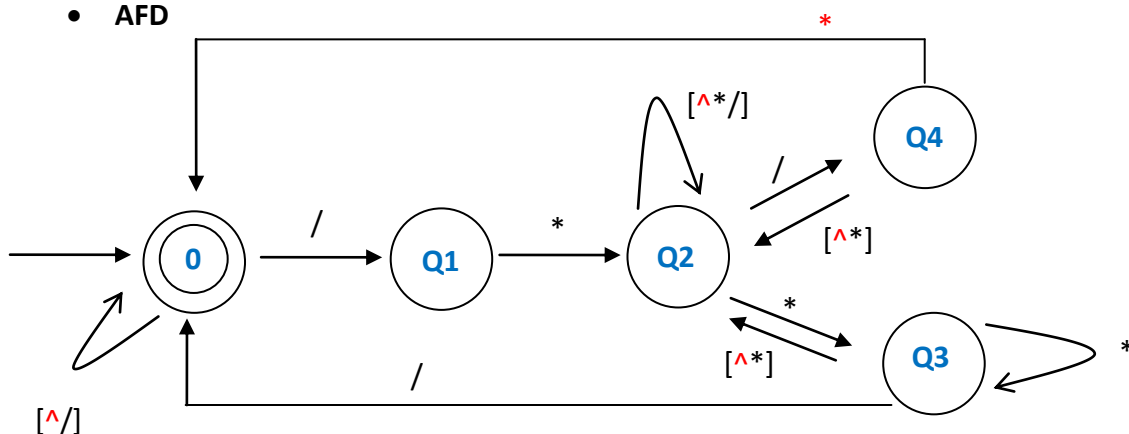 • AFD
*
[^*/]
Q4
/
/
*
[^*]
0
Q1
Q2
*
[^*]
Q3
*
/
[^/]